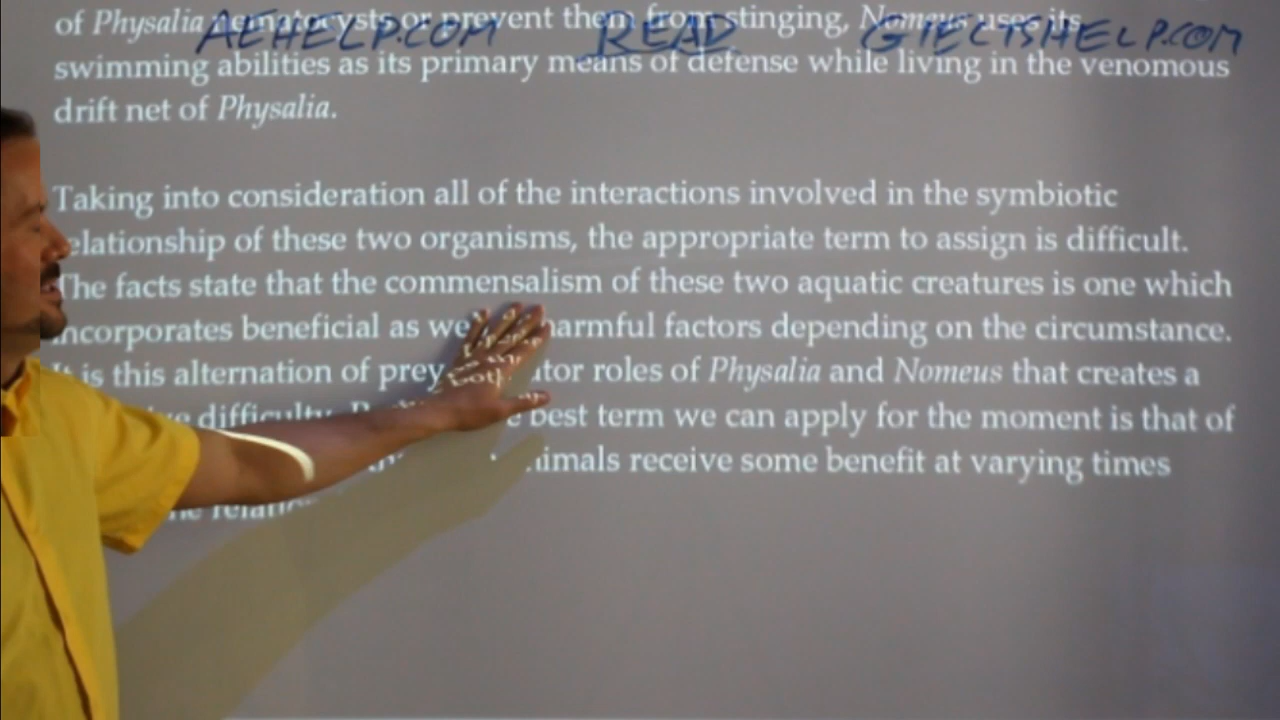 AEHELP.COM READ GIELTSHELP.COM
of Physalia nematocysts or prevent them from stinging, Nomeus uses its
swimming abilities as its primary means of defense while living in the venomous
drift net of Physalia.
Taking into consideration all of the interactions involved in the symbiotic
elationship of these two organisms, the appropriate term to assign is difficult.
The facts state that the commensalism of these two aquatic creatures is one which
incorporates beneficial as harmful factors depending on the circumstance.
is this alternation of prey roles of Physalia and Nomeus that creates a
difficulty. best term we can apply for the moment is that of
receive some benefit at varying times